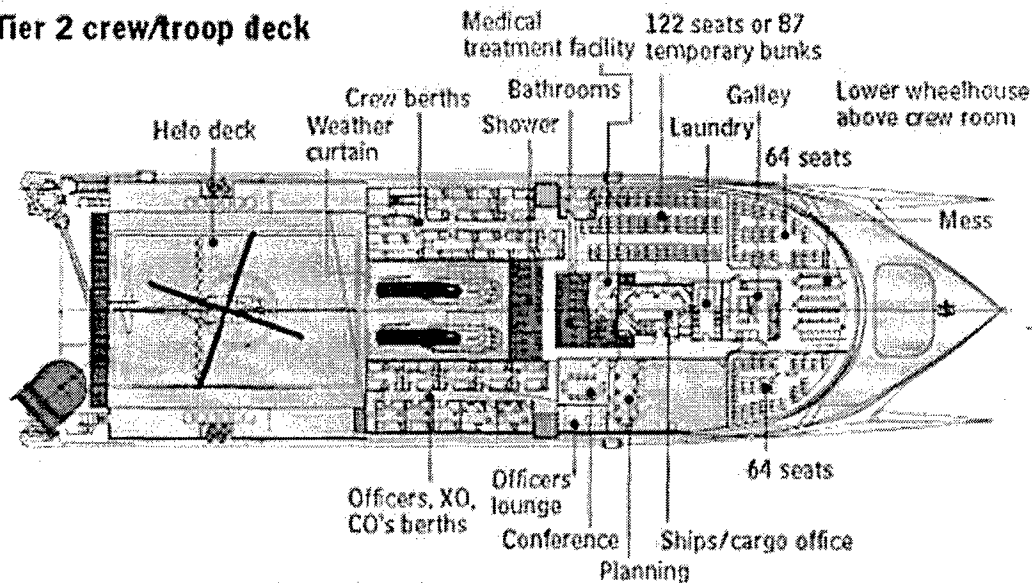 Tier 2 crew/troop deck
Medical
treatment facility
122 seats or 87
temporary bunks
Crew berths
Bathrooms
Galley
Lower wheelhouse
above crew room
Helo deck
Weather
curtain
Shower
Laundry
64 seats
Mess
64 seats
Officers, XO,
CO's berths
Officers'
lounge
Conference
Ships/cargo office
Planning